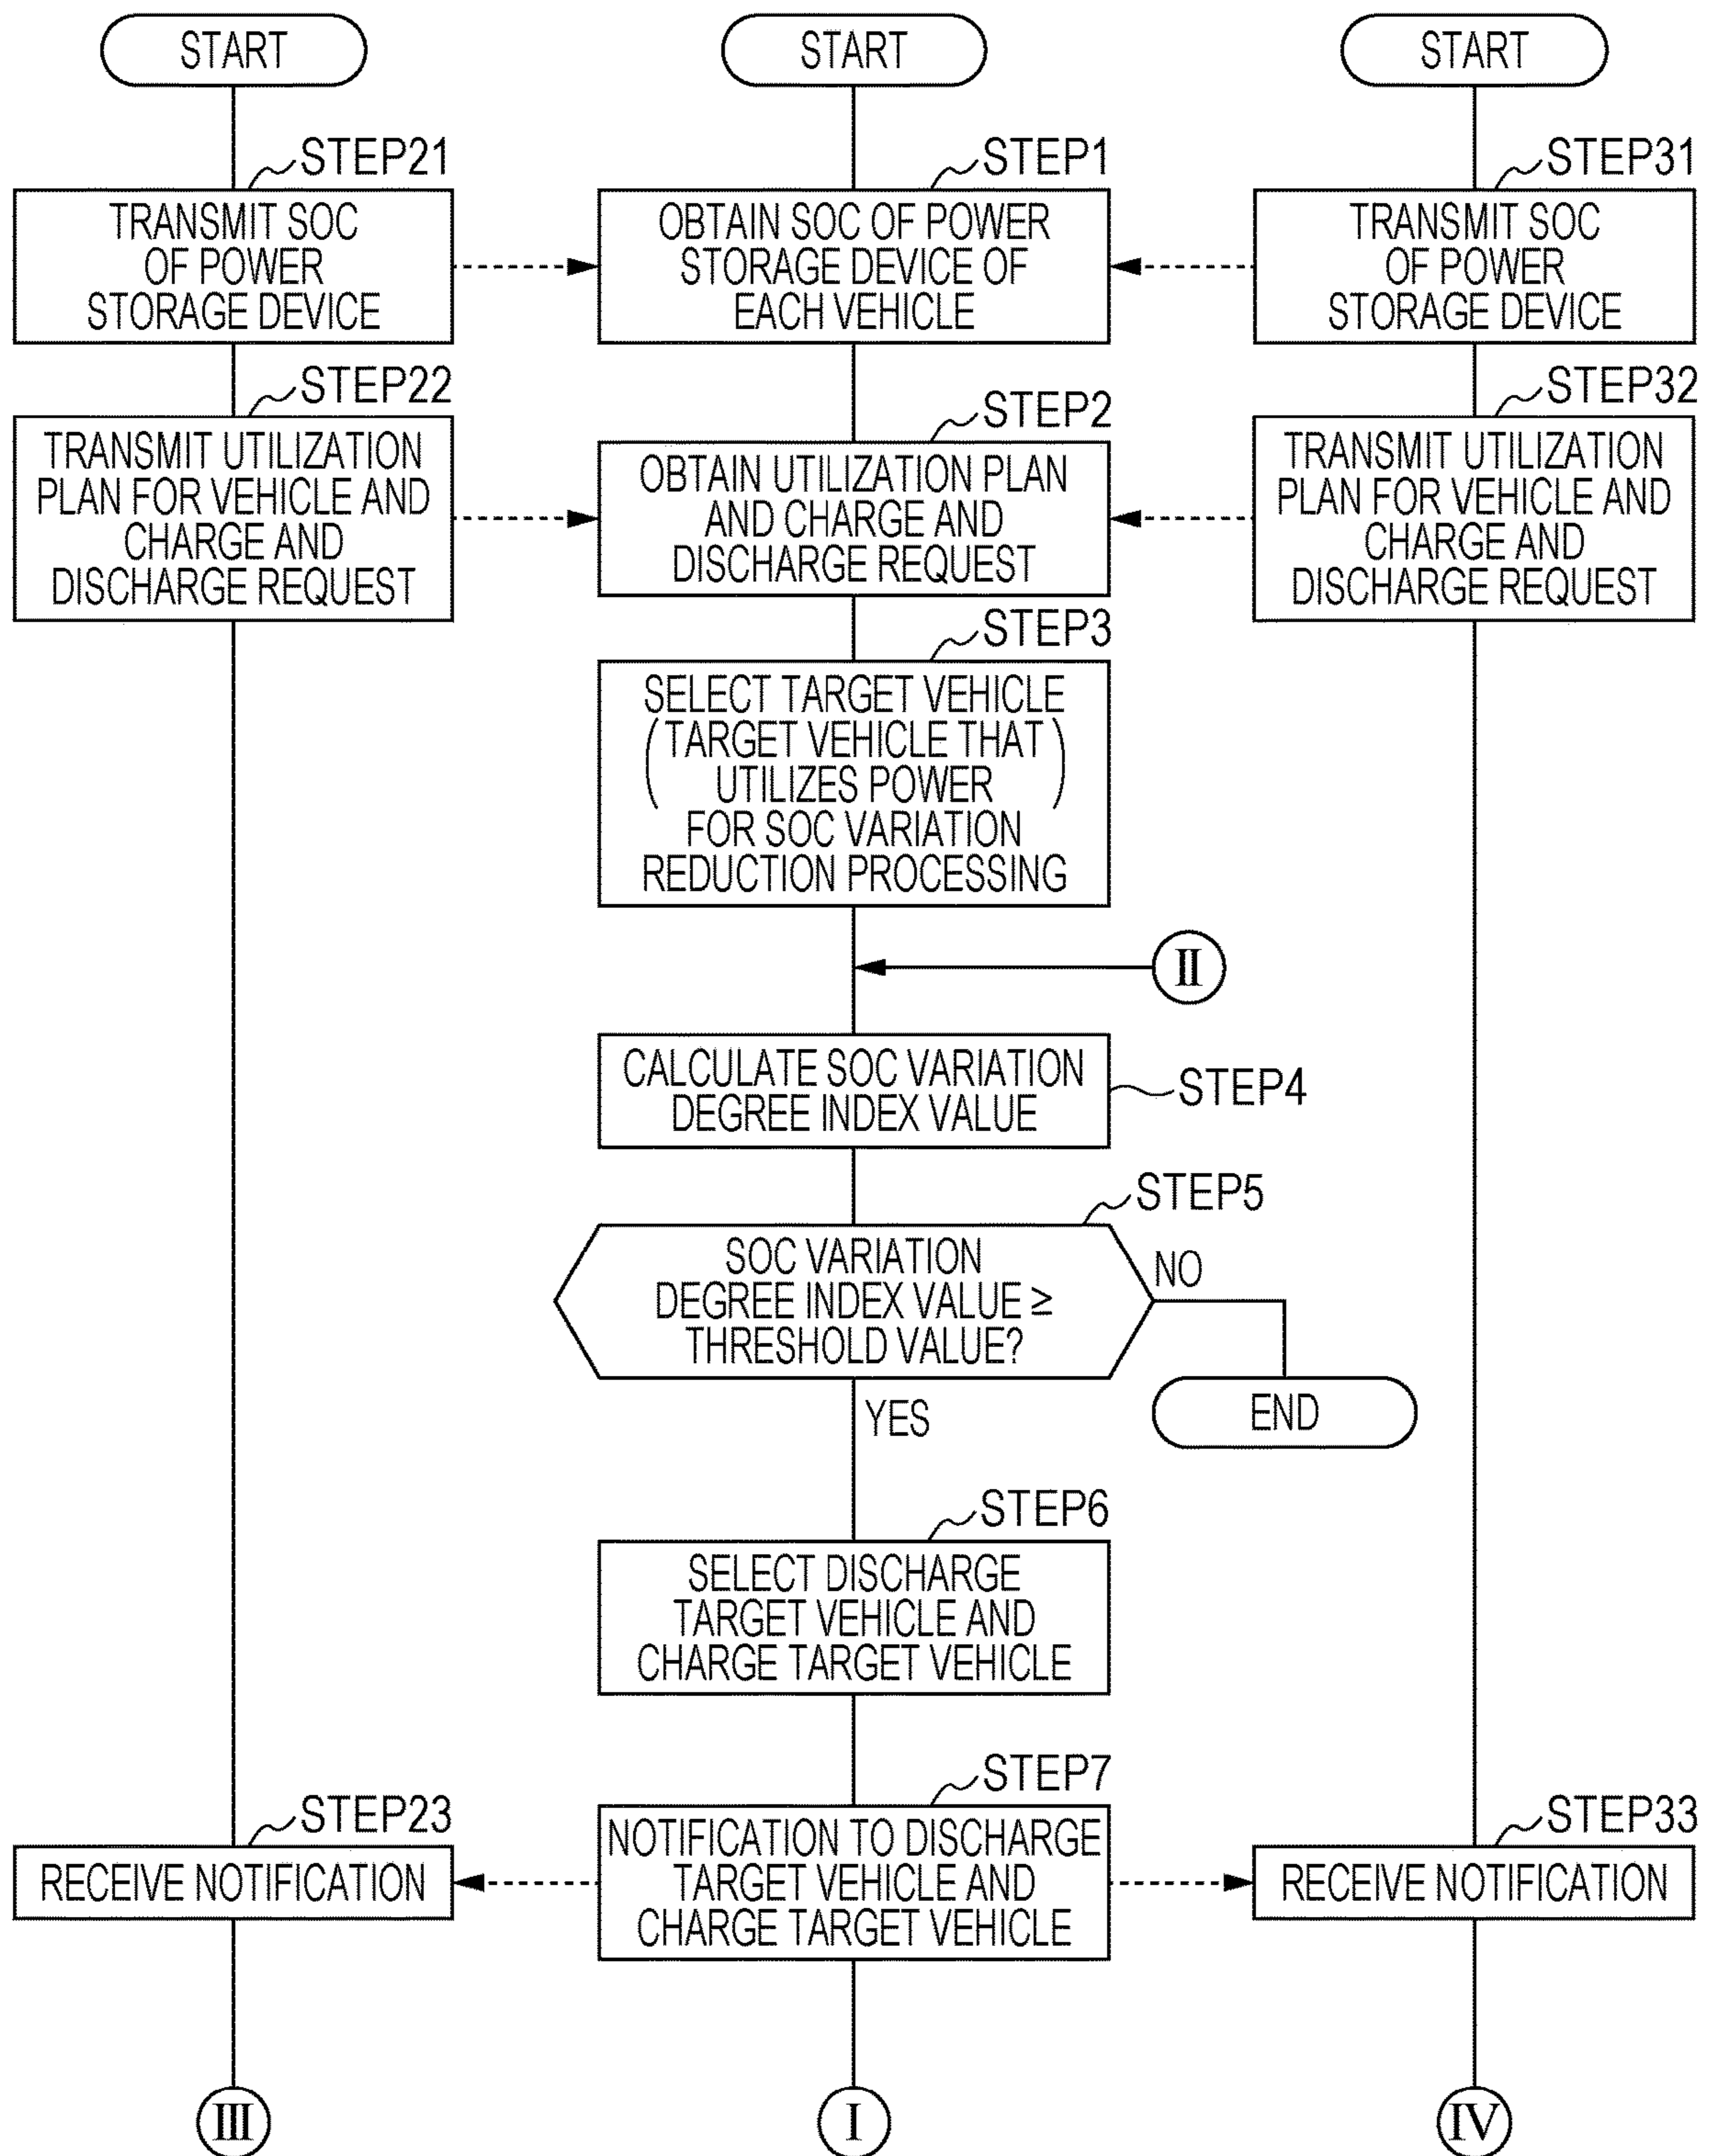 START
START
START
STEP21
TRANSMIT SOC
OF POWER
STORAGE DEVICE
STEP1
OBTAIN SOC OF POWER
STORAGE DEVICE OF
EACH VEHICLE
STEP31
TRANSMIT SOC
OF POWER
STORAGE DEVICE
STEP22
TRANSMIT UTILIZATION
PLAN FOR VEHICLE AND
CHARGE AND
DISCHARGE REQUEST
STEP2
OBTAIN UTILIZATION PLAN
AND CHARGE AND
DISCHARGE REQUEST
STEP32
TRANSMIT UTILIZATION
PLAN FOR VEHICLE AND
CHARGE AND
DISCHARGE REQUEST
STEP3
SELECT TARGET VEHICLE
(TARGET VEHICLE THAT
UTILIZES POWER)
FOR SOC VARIATION
REDUCTION PROCESSING
II
CALCULATE SOC VARIATION
DEGREE INDEX VALUE
STEP4
STEP5
SOC VARIATION
DEGREE INDEX VALUE ≥
THRESHOLD VALUE?
NO
END
YES
STEP6
SELECT DISCHARGE
TARGET VEHICLE AND
CHARGE TARGET VEHICLE
STEP23
RECEIVE NOTIFICATION
STEP7
NOTIFICATION TO DISCHARGE
TARGET VEHICLE AND
CHARGE TARGET VEHICLE
STEP33
RECEIVE NOTIFICATION
III
I
IV